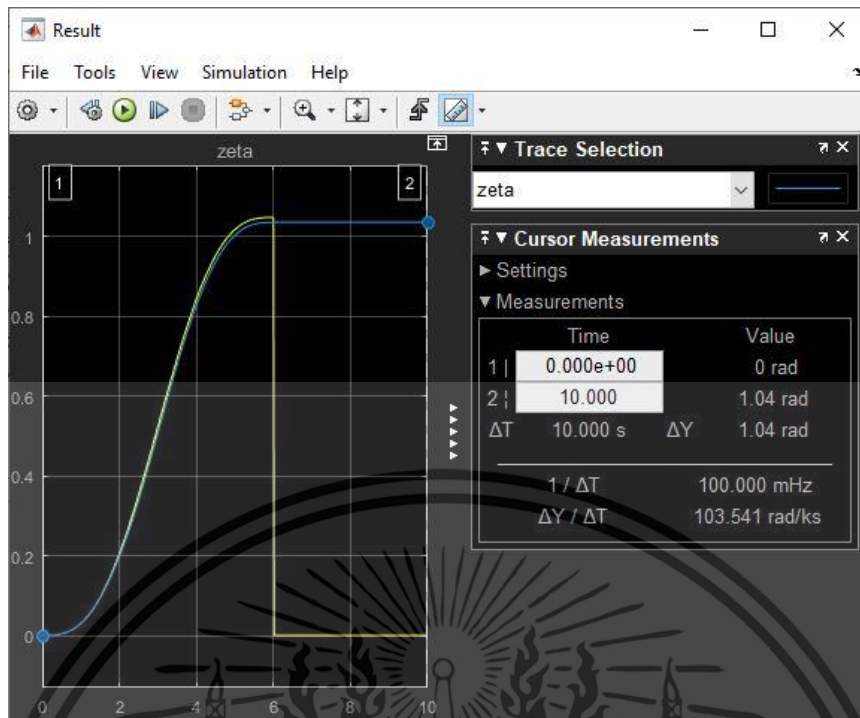 Result
File Tools View Simulation Help
zeta
1 2
1
0.8
0.6
0.4
0.2
0
0 2 4 6 8 10
Trace Selection
zeta
Cursor Measurements
Settings
Measurements
Time Value
1 | 0.000e+00 0 rad
2 ¦ 10.000 1.04 rad
ΔT 10.000 s ΔY 1.04 rad
1 / ΔT 100.000 mHz
ΔY / ΔT 103.541 rad/ks